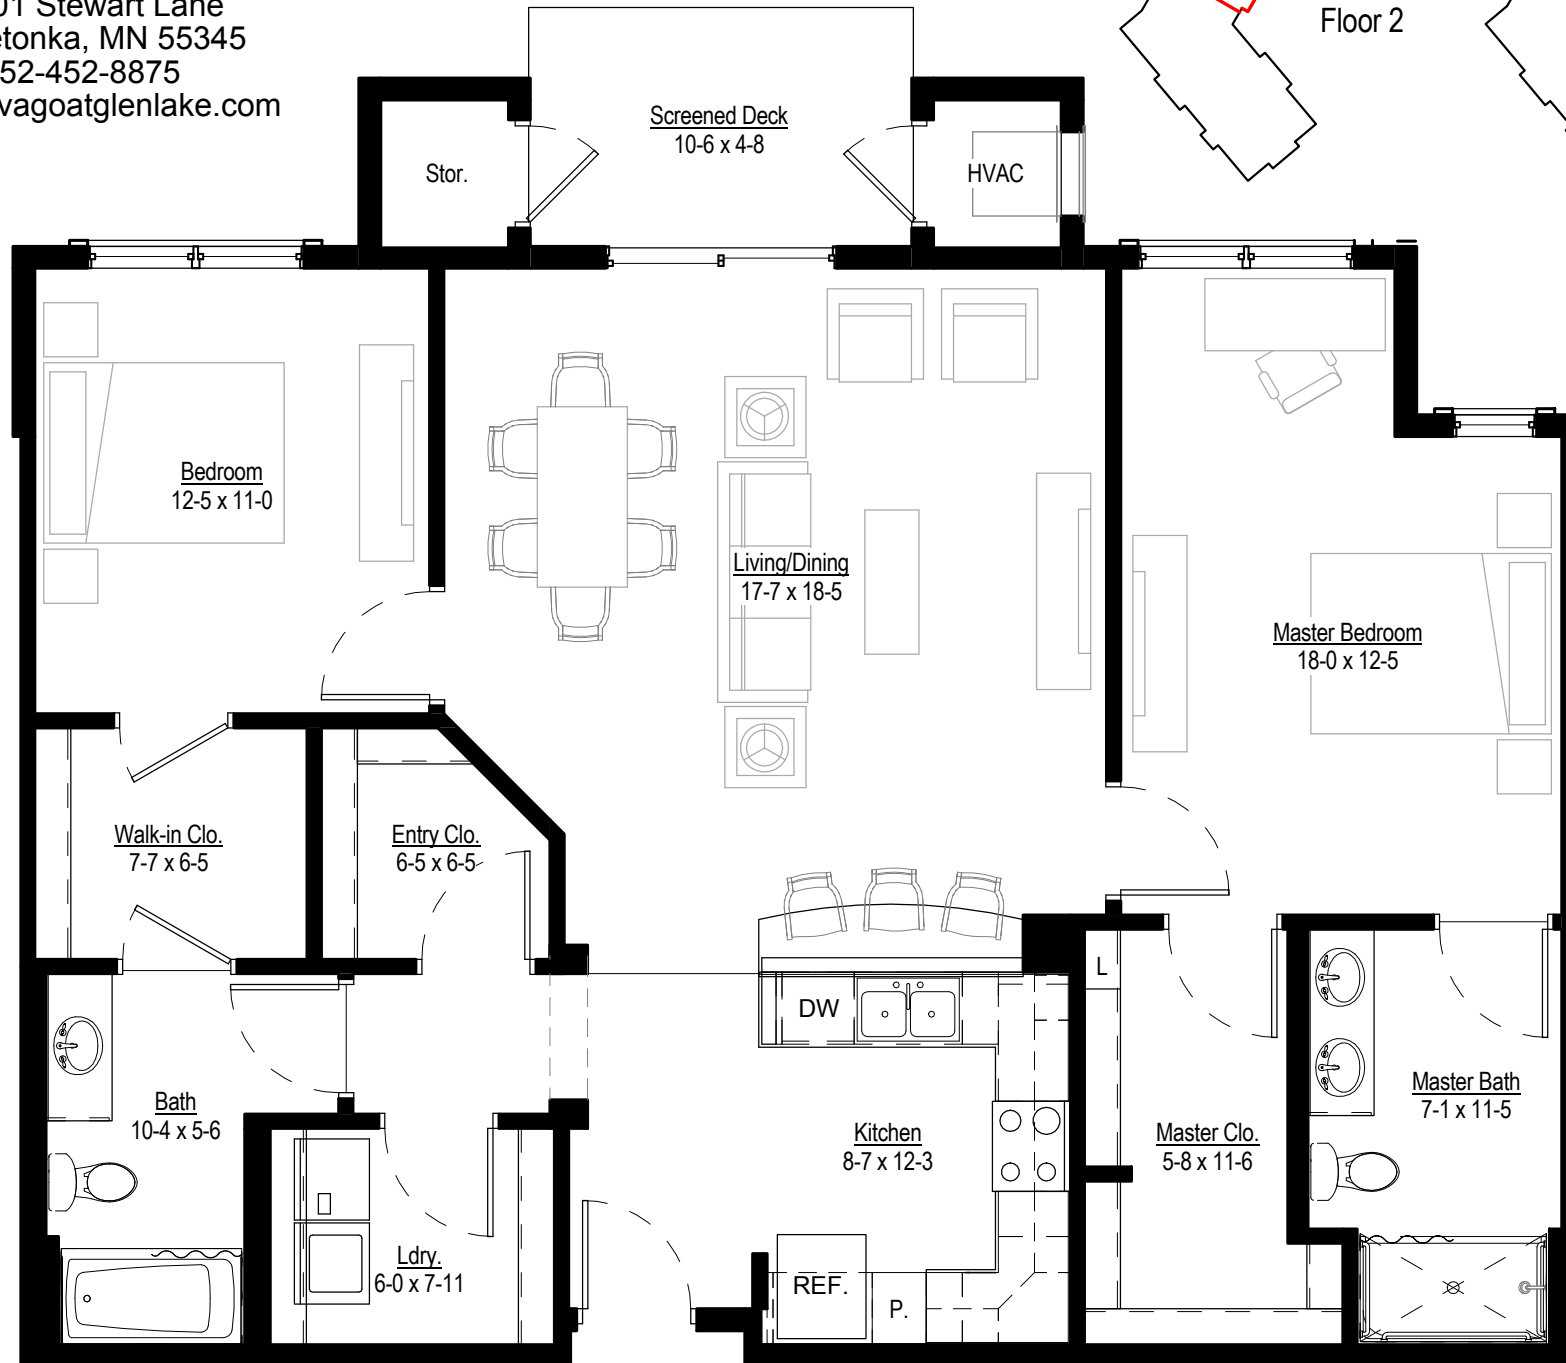 01 Stewart Lane
etonka, MN 55345
52-452-8875
vagoatglenlake.com
Floor 2
Screened Deck
10-6 x 4-8
Stor.
HVAC
Bedroom
12-5 x 11-0
Living/Dining
17-7 x 18-5
Master Bedroom
18-0 x 12-5
Walk-in Clo.
7-7 x 6-5
Entry Clo.
6-5 x 6-5
L
DW
Bath
10-4 x 5-6
Kitchen
8-7 x 12-3
Master Clo.
5-8 x 11-6
Master Bath
7-1 x 11-5
Ldry.
6-0 x 7-11
REF.
P.